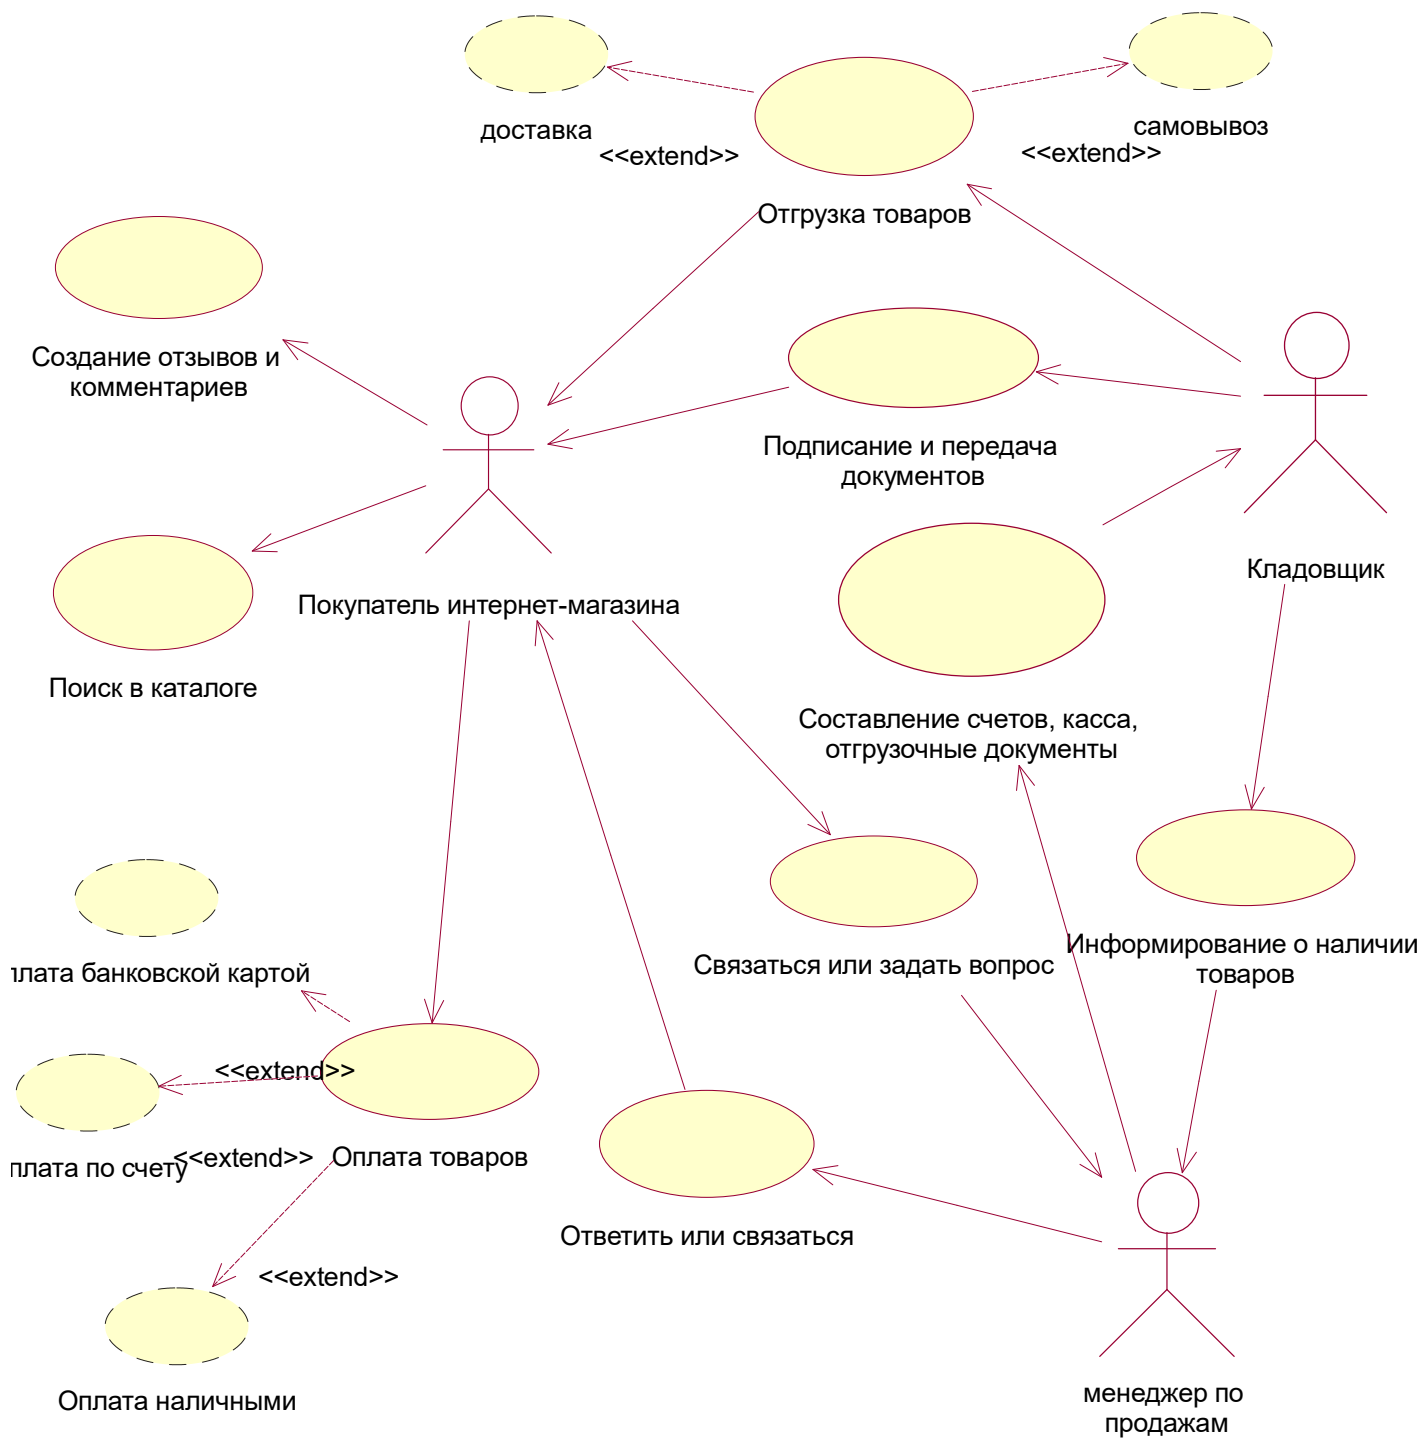 доставка
самовывоз
<<extend>>
<<extend>>
Отгрузка товаров
Создание отзывов и
комментариев
Подписание и передача
документов
Кладовщик
Покупатель интернет-магазина
Поиск в каталоге
Составление счетов, касса,
отгрузочные документы
Информирование о наличии
товаров
Связаться или задать вопрос
лата банковской картой
<<extend>>
плата по счету
<<extend>>
Оплата товаров
Ответить или связаться
<<extend>>
Оплата наличными
менеджер по
продажам